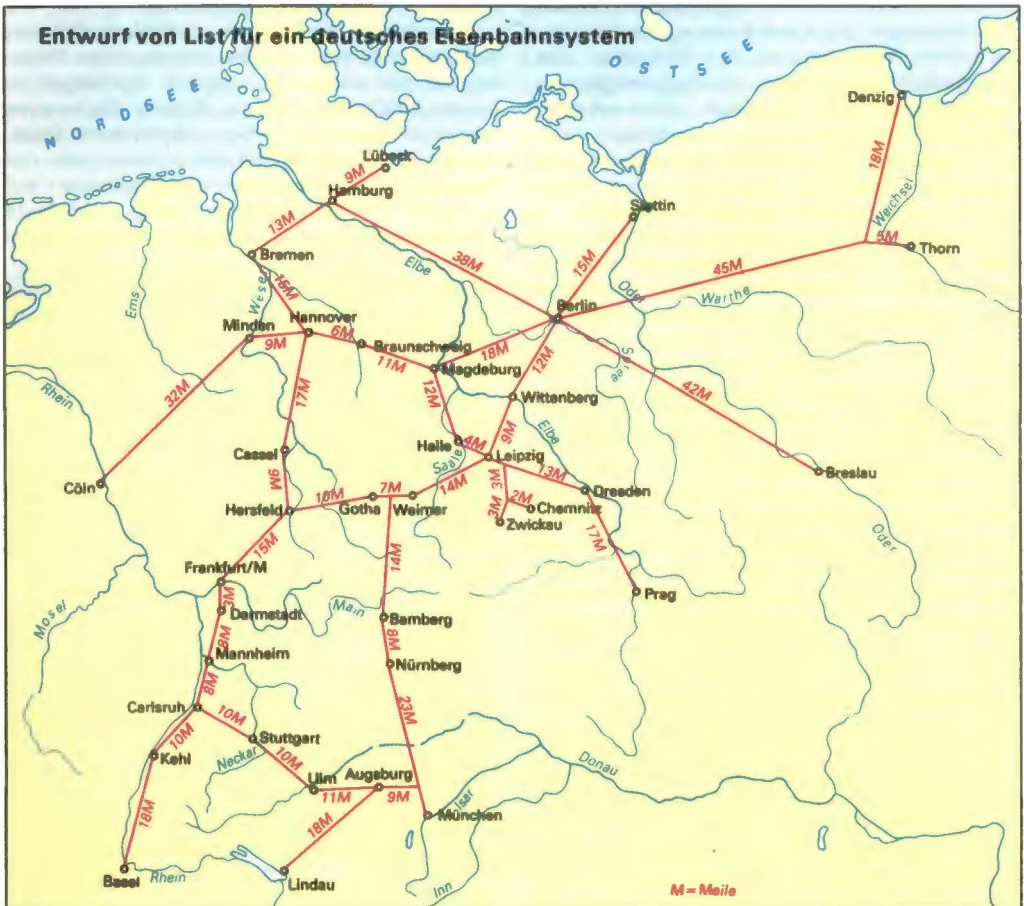 Entwurf von List für ein deutsches Eisenbahnsystem
NORDSEE
OSTSEE
Danzig
18M
Weichsel
Lübeck
9M
Hamburg
Stettin
13M
5M
Thorn
Bremen
Elbe
38M
15M
45M
Ems
Weser
16M
Oder
Warthe
Berlin
Minden
Hannover
9M
6M
Braunschweig
11M
18M
Magdeburg
12M
Spree
42M
Rhein
32M
17M
12M
Wittenberg
Elbe
9M
Halle
4M
Leipzig
Cassel
Saale
13M
Breslau
Cöln
9M
14M
3M
Dresden
10M
7M
2M
Chemnitz
Hersfeld
Gotha
Weimar
3M
Zwickau
Oder
17M
15M
14M
Frankfurt/M
Prag
Mosel
3M
Main
Darmstadt
Bamberg
8M
8M
Mannheim
Nürnberg
8M
23M
Carlsruh
10M
10M
Stuttgart
Kehl
Neckar
10M
Donau
Ulm
Augsburg
11M
9M
18M
18M
Isar
München
Basel
Rhein
Lindau
Inn
M=Meile